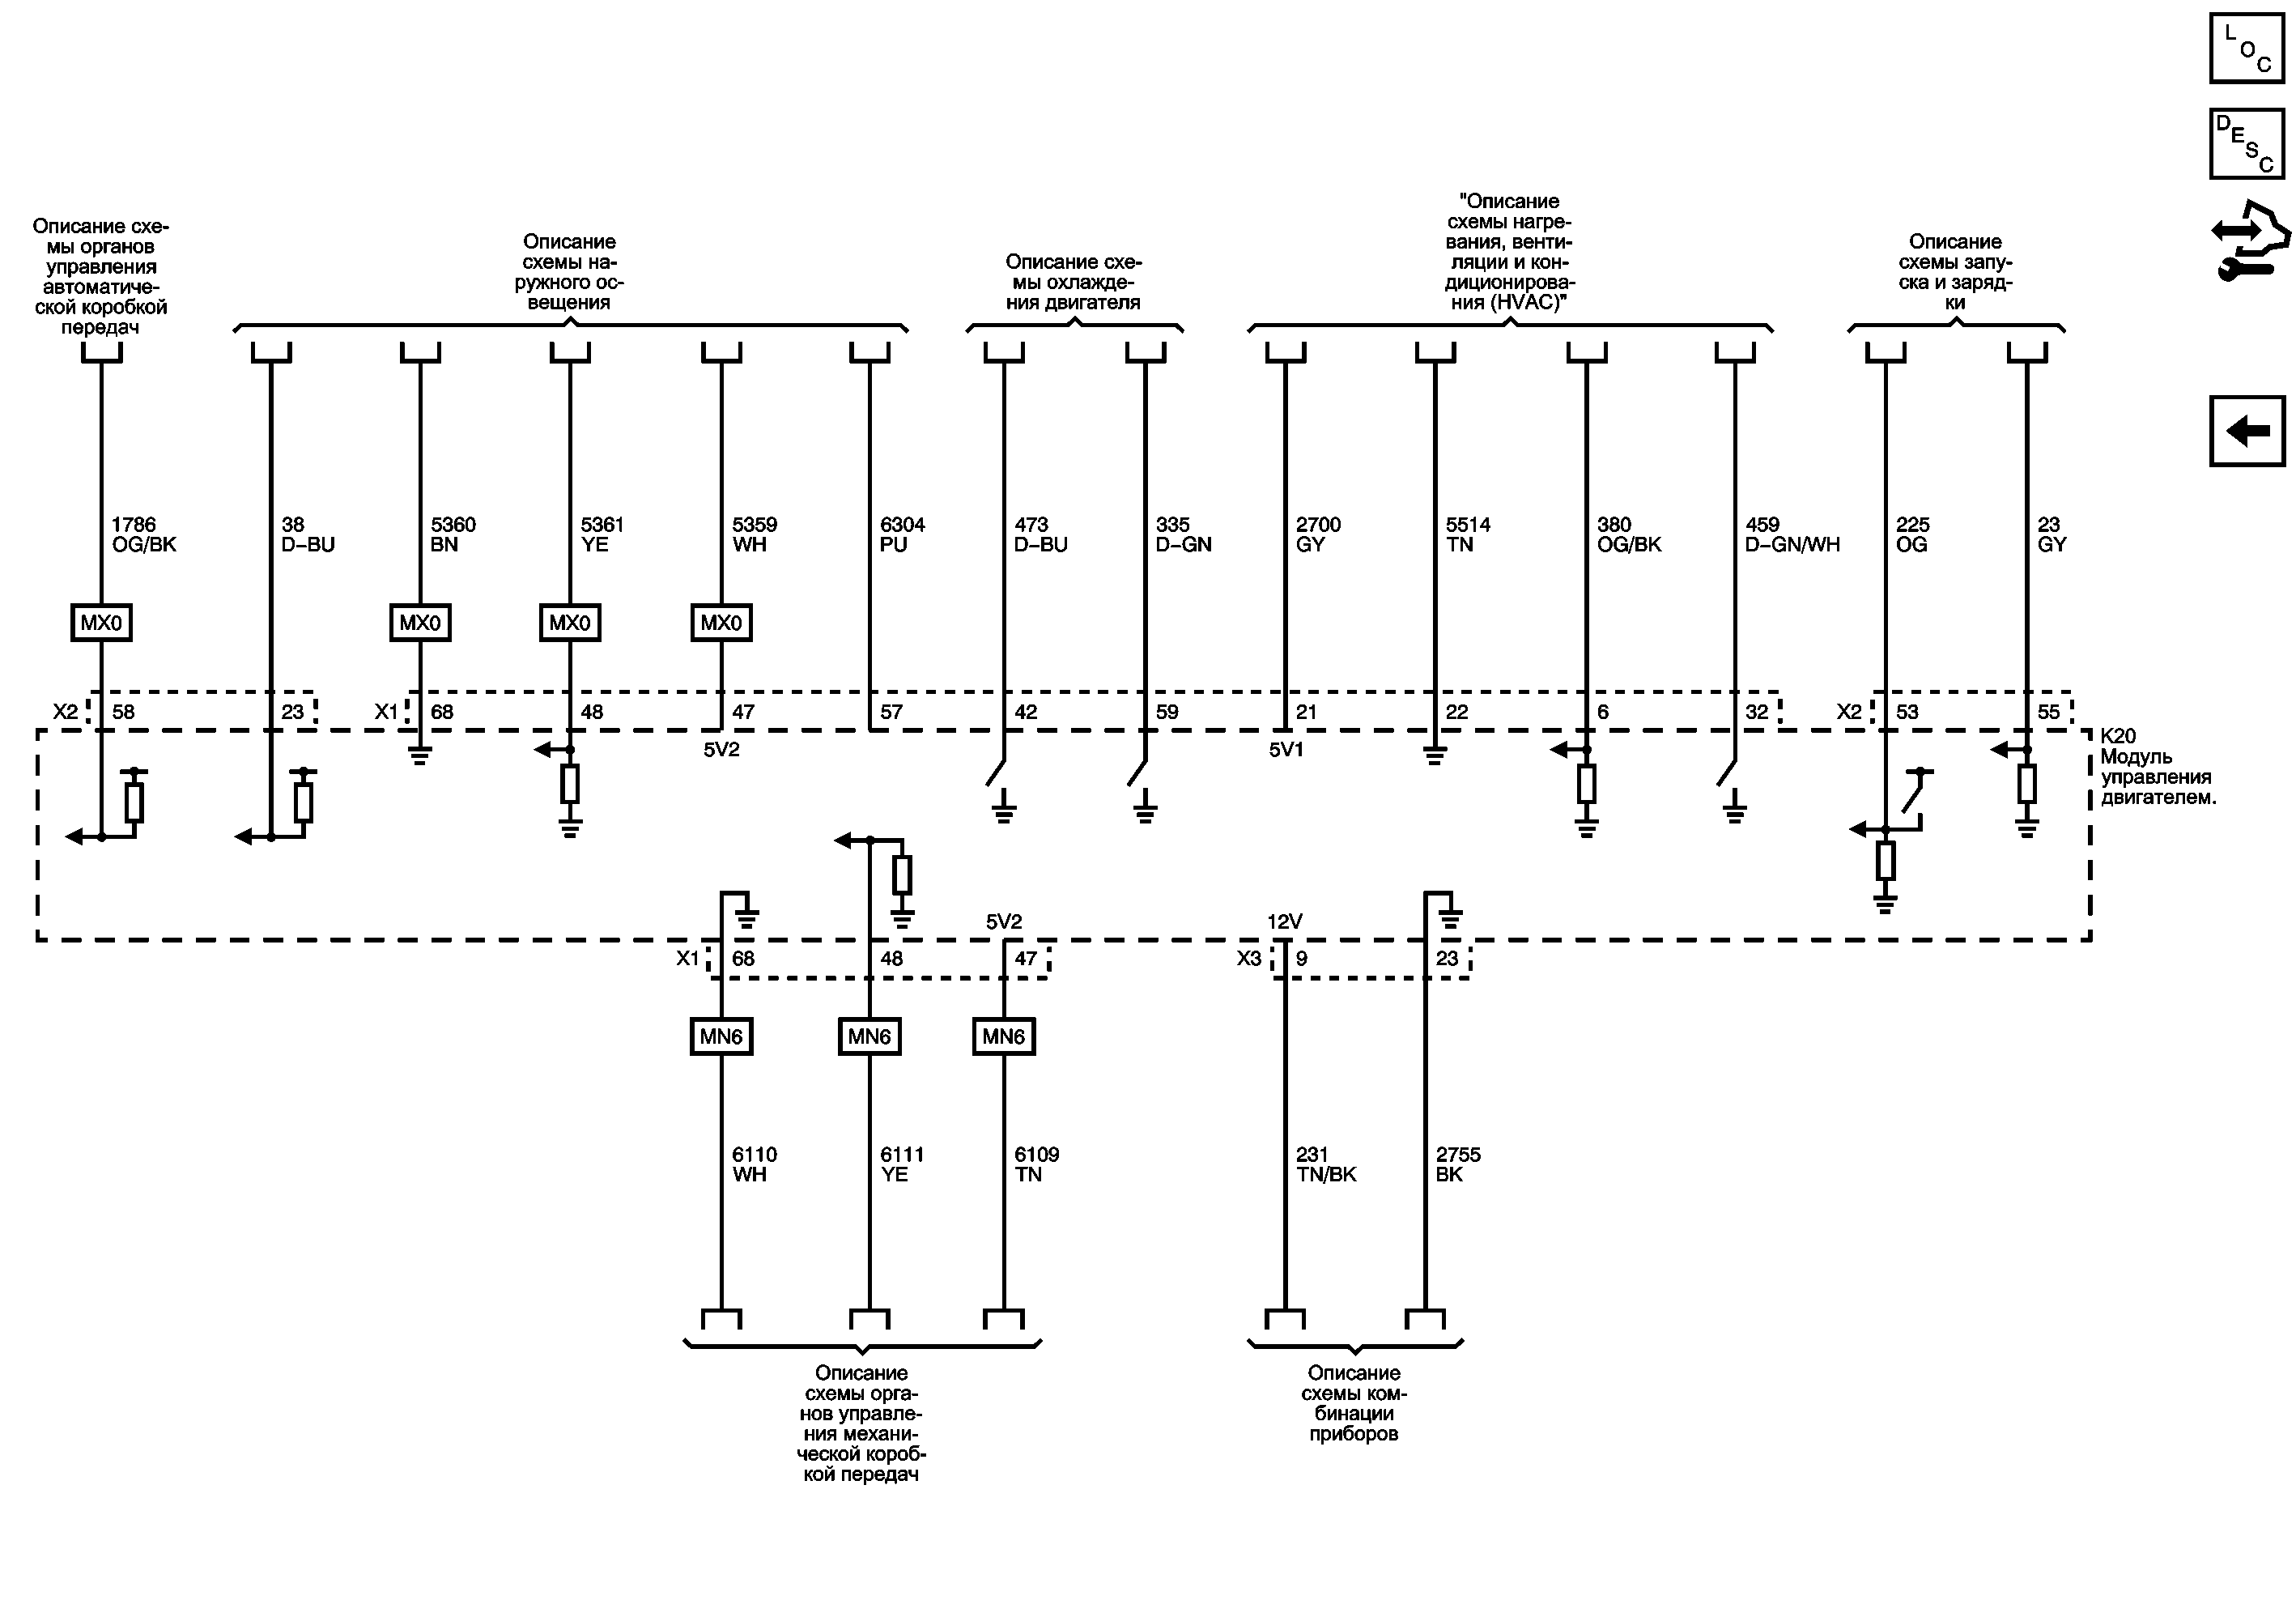 L
O
C
D
E
S
C
Описание схе-
мы органов
управления
автоматиче-
ской коробкой
передач
Описание
схемы на-
ружного ос-
вещения
Описание схе-
мы охлажде-
ния двигателя
"Описание
схемы нагре-
вания, венти-
ляции и кон-
диционирова-
ния (HVAC)"
Описание
схемы запу-
ска и заряд-
ки
1786
OG/BK
38
D-BU
5360
BN
5361
YE
5359
WH
6304
PU
473
D-BU
335
D-GN
2700
GY
5514
TN
380
OG/BK
459
D-GN/WH
225
OG
23
GY
MX0
MX0
MX0
MX0
X2 58 23 X1 68 48 47 57 42 59 21 22 6 32 X2 53 55
5V2 5V1
K20
Модуль
управления
двигателем.
5V2 12V
X1 68 48 47 X3 9 23
MN6 MN6 MN6
6110
WH
6111
YE
6109
TN
231
TN/BK
2755
BK
Описание
схемы орга-
нов управле-
ния механи-
ческой короб-
кой передач
Описание
схемы ком-
бинации
приборов